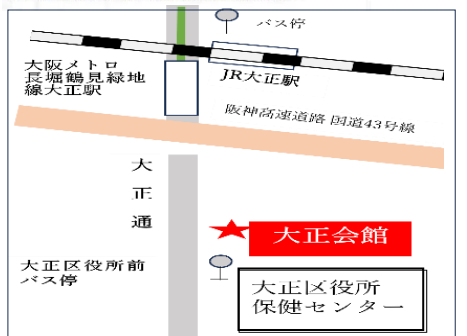 バス停
大阪メトロ
長堀鶴見緑地
線大正駅
JR大正駅
阪神高速道路 国道43号線
大
正
通
大正会館
大正区役所前
バス停
大正区役所
保健センター